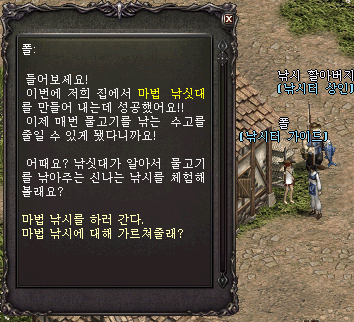 폴:
들어보세요!
이번에 저희 집에서 마법 낚싯대
를 만들어 내는데 성공했어요!!
이제 매번 물고기를 낚는 수고를
줄일 수 있게 됐다니까요!
어때요? 낚싯대가 알아서 물고기
를 낚아주는 신나는 낚시를 체험해
볼래요?
마법 낚시를 하러 간다.
마법 낚시에 대해 가르쳐줄래?
낚시 할아버지
(낚시터 상인)
폴
(낚시터 가이드)